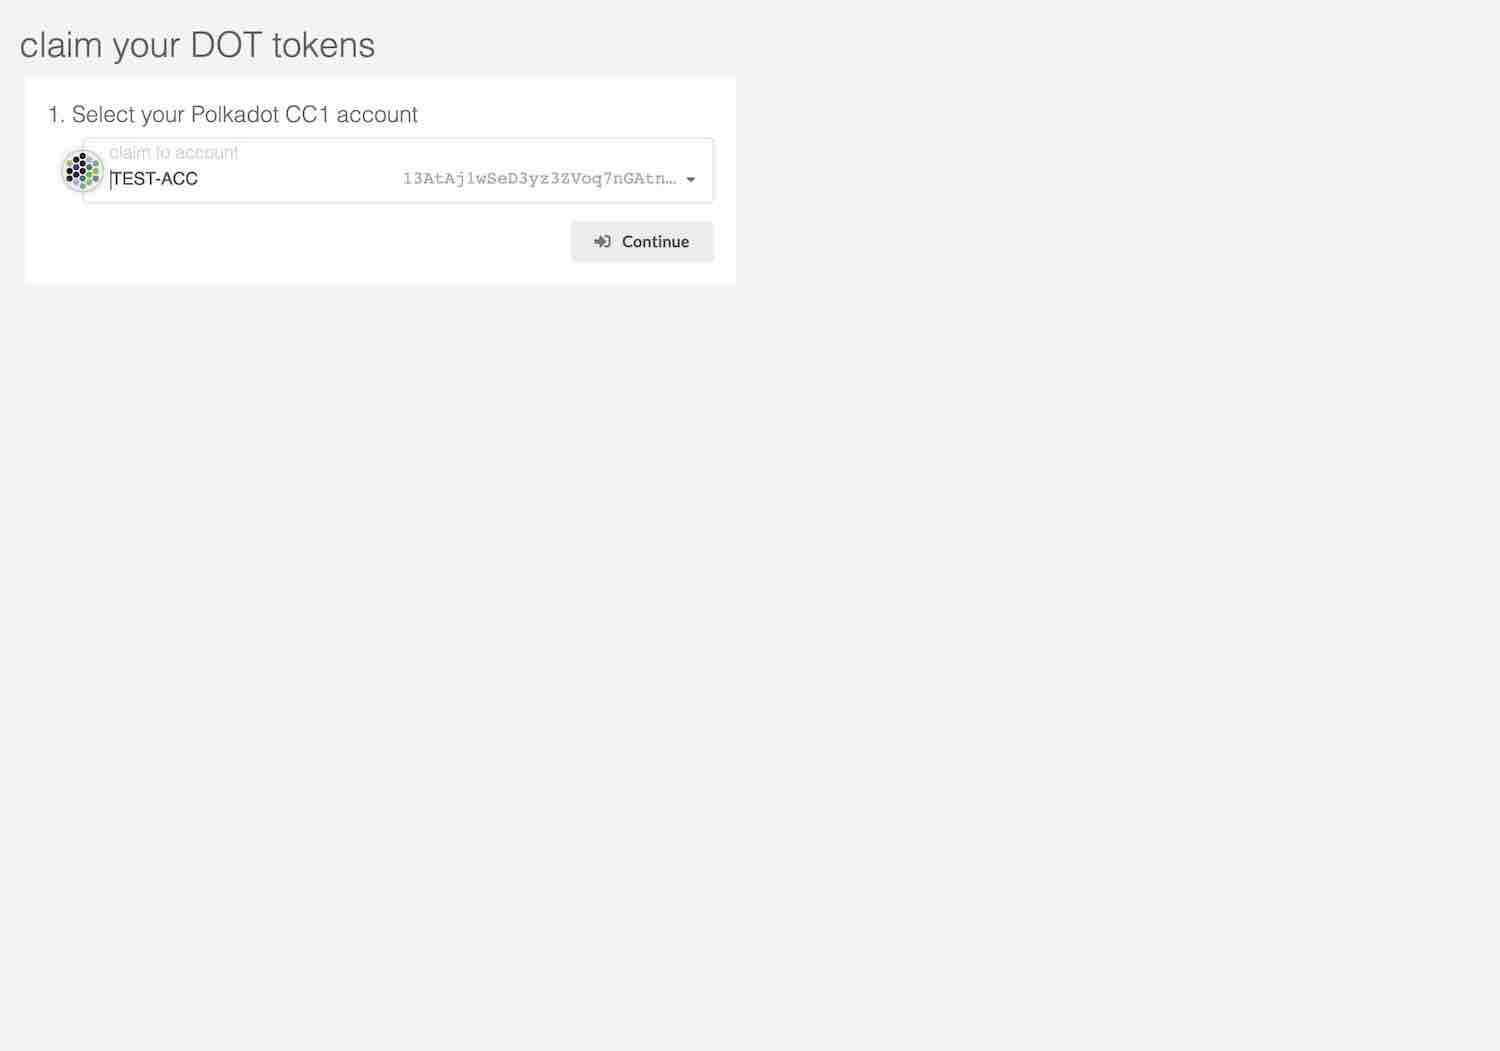 claim your DOT tokens
1. Select your Polkadot CC1 account
claim to account
TEST-ACC 13AtAj1wSeD3yz3ZVoq7nGAtn…
Continue